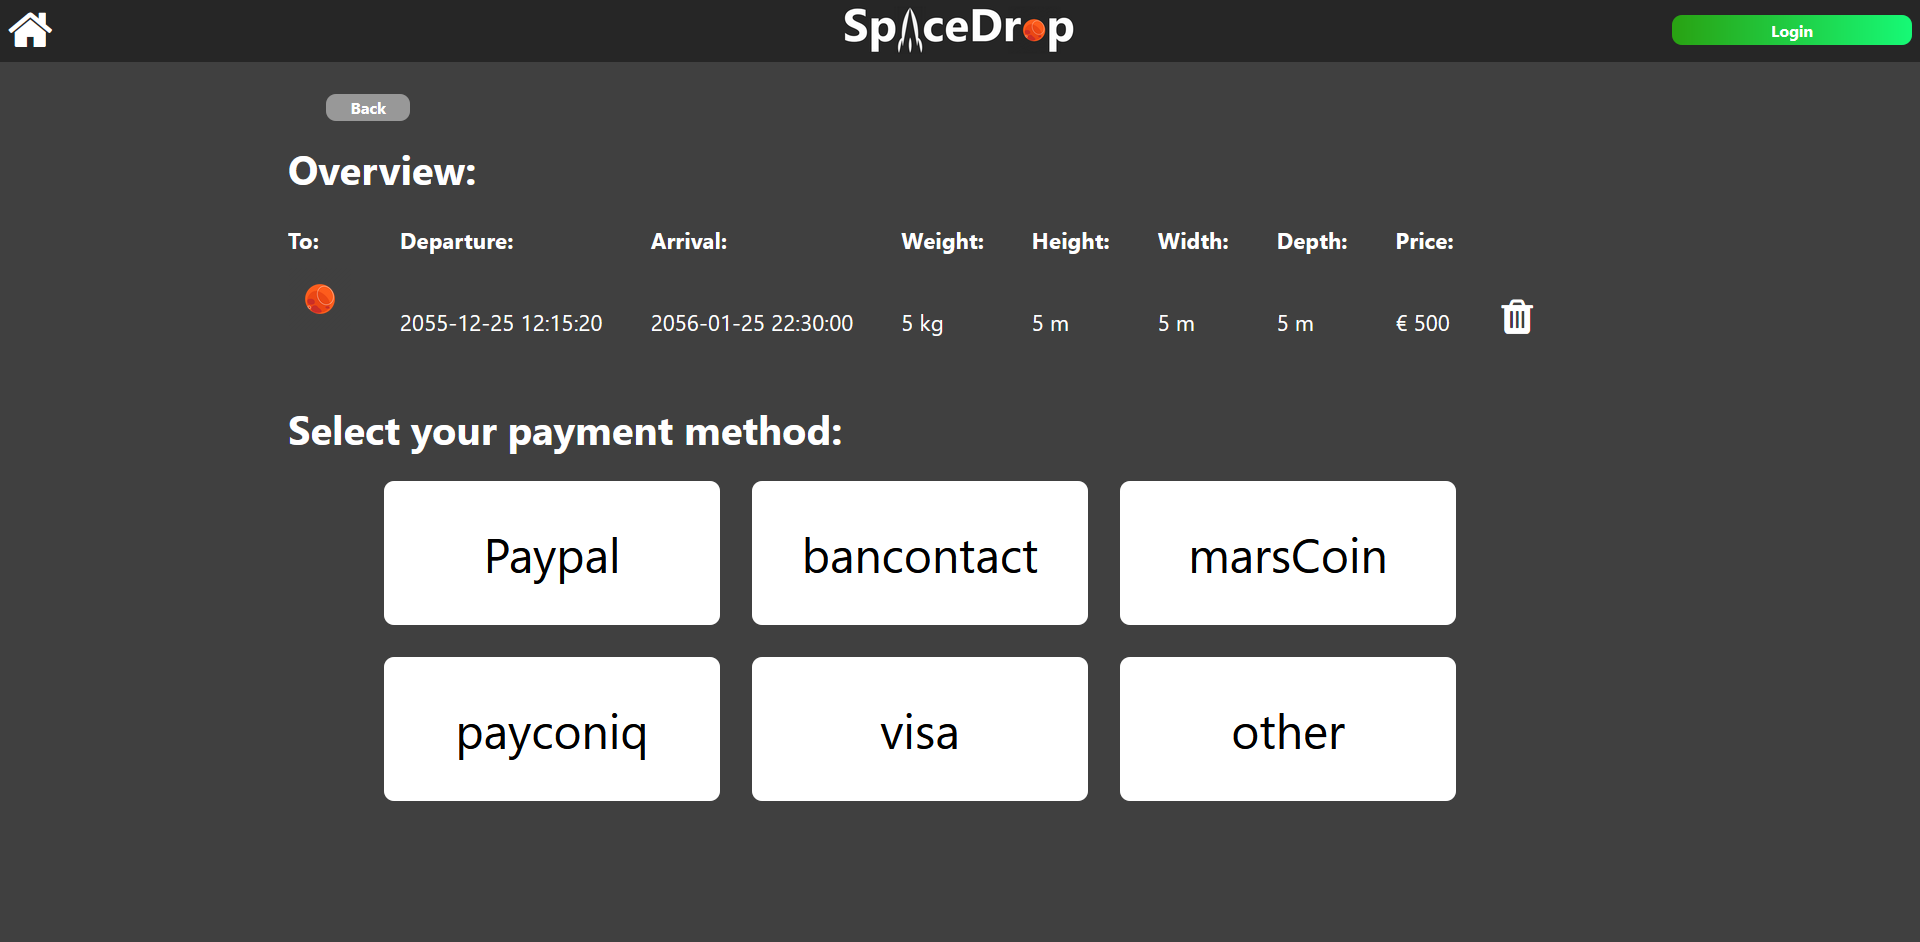 SpaceDrop
Login
Back
Overview:
To: Departure: Arrival: Weight: Height: Width: Depth: Price:
2055-12-25 12:15:20 2056-01-25 22:30:00 5 kg 5 m 5 m 5 m € 500
Select your payment method:
Paypal bancontact marsCoin
payconiq visa other